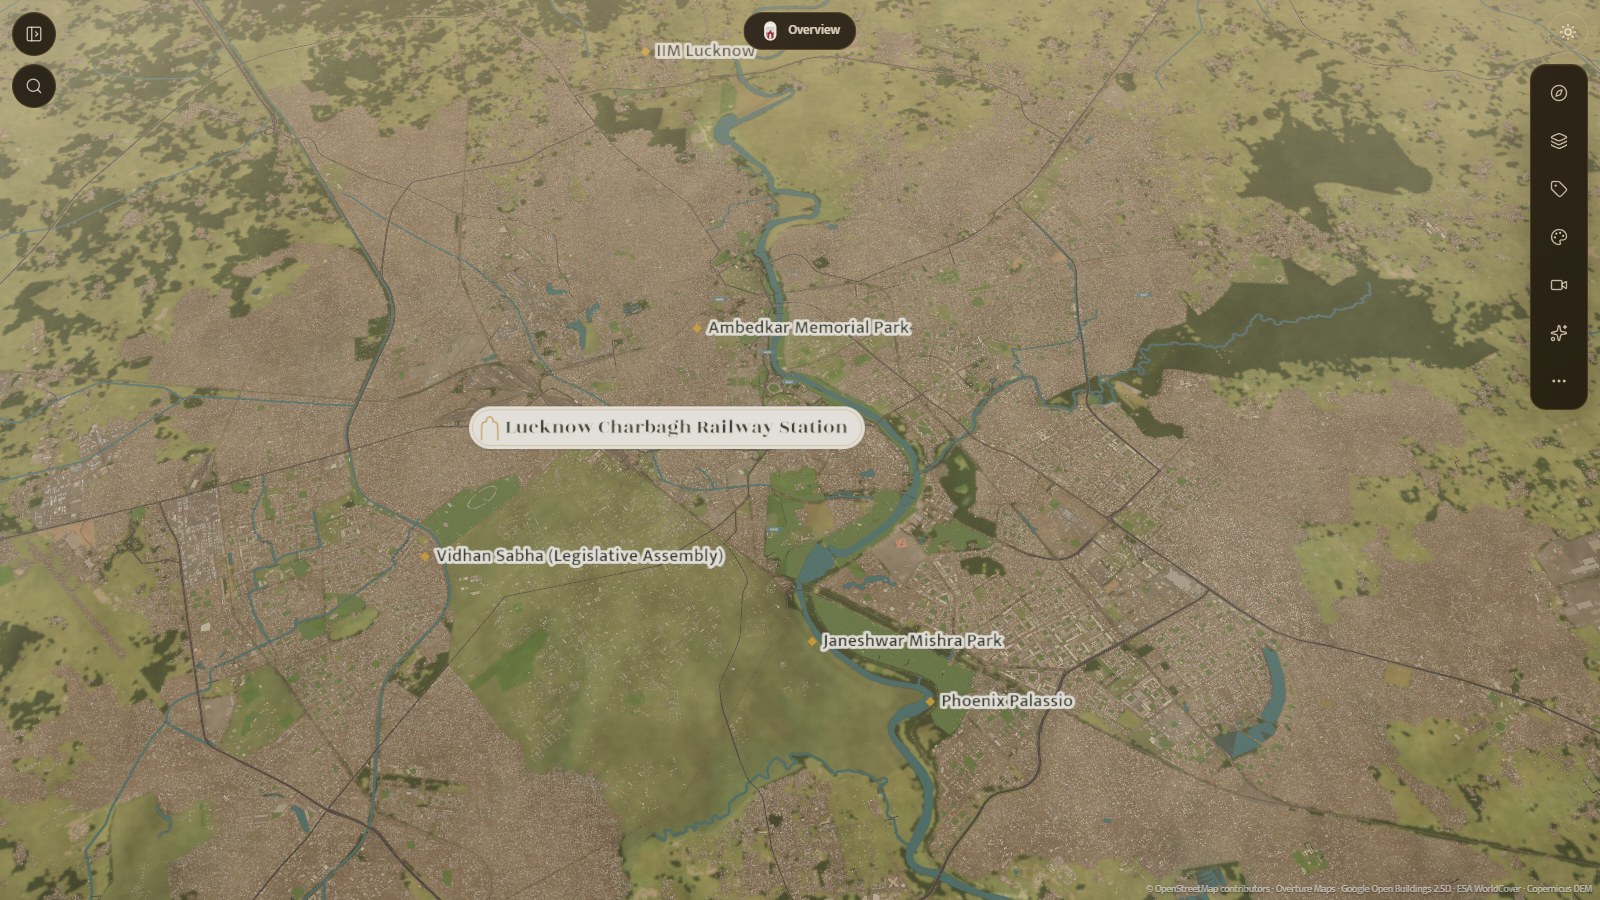 Overview
IIM Lucknow
Ambedkar Memorial Park
Lucknow Charbagh Railway Station
Vidhan Sabha (Legislative Assembly)
Janeshwar Mishra Park
Phoenix Palassio
© OpenStreetMap contributors · Overture Maps · Google Open Buildings 2.5D · ESA WorldCover · Copernicus DEM